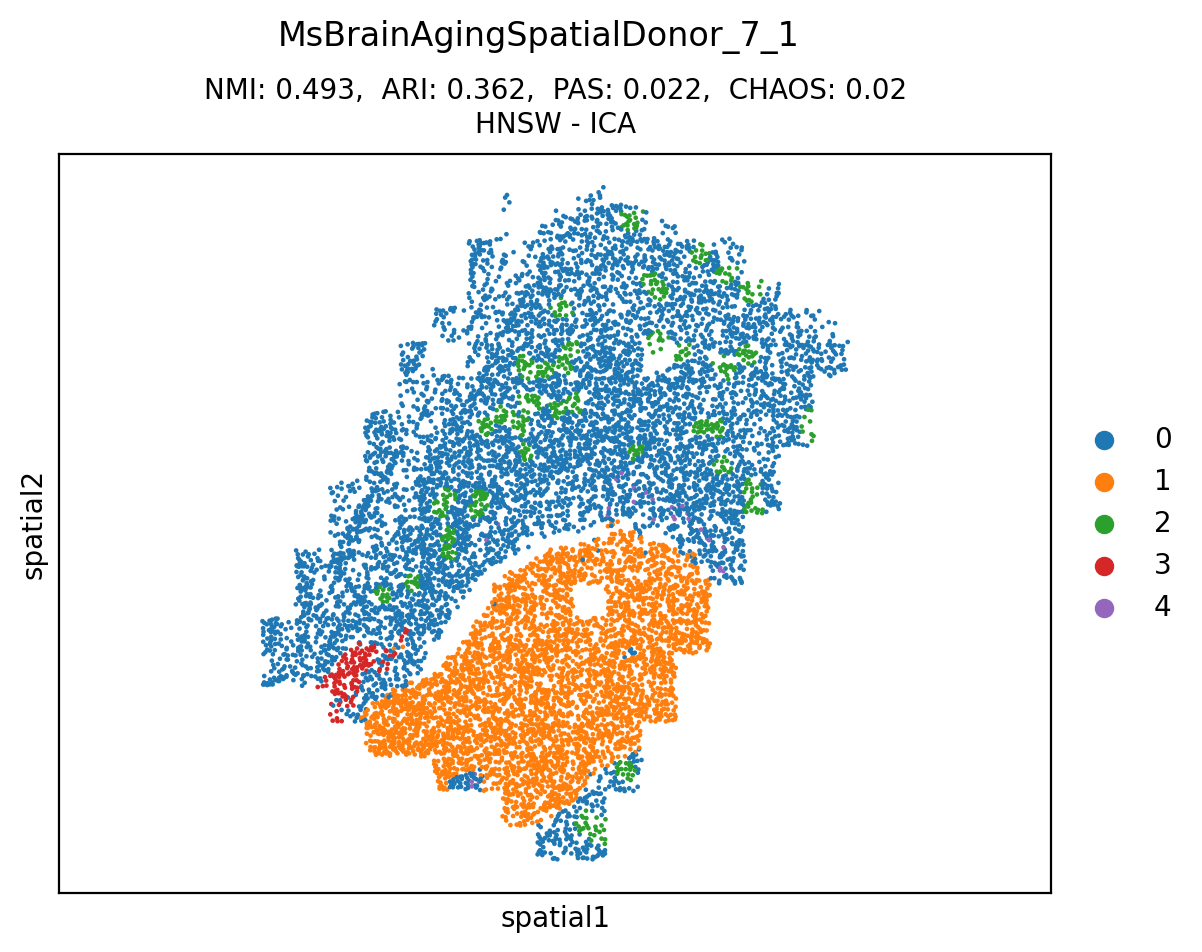 MsBrainAgingSpatialDonor_7_1
NMI: 0.493,  ARI: 0.362,  PAS: 0.022,  CHAOS: 0.02
HNSW - ICA
spatial2
0
1
2
3
4
spatial1